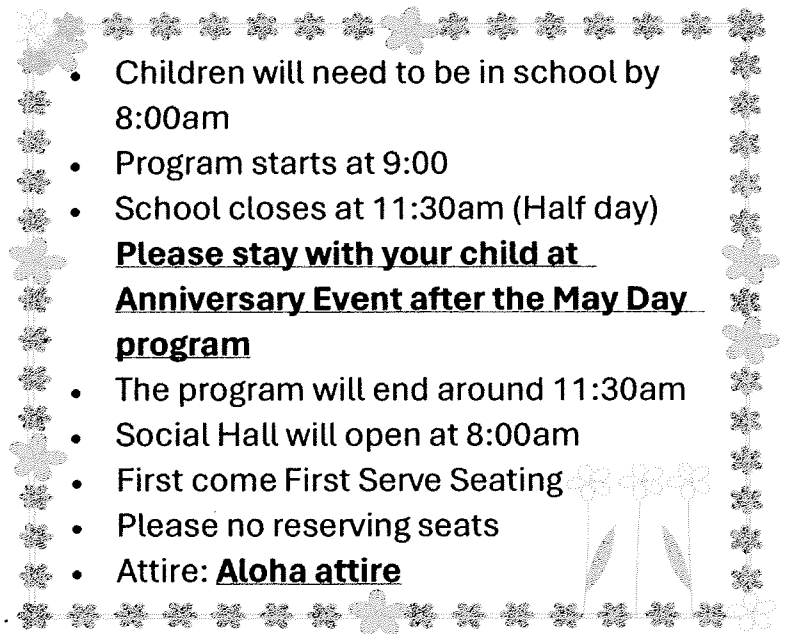 • Children will need to be in school by
8:00am
• Program starts at 9:00
• School closes at 11:30am (Half day)
Please stay with your child at
Anniversary Event after the May Day
program
• The program will end around 11:30am
• Social Hall will open at 8:00am
• First come First Serve Seating
• Please no reserving seats
• Attire: Aloha attire